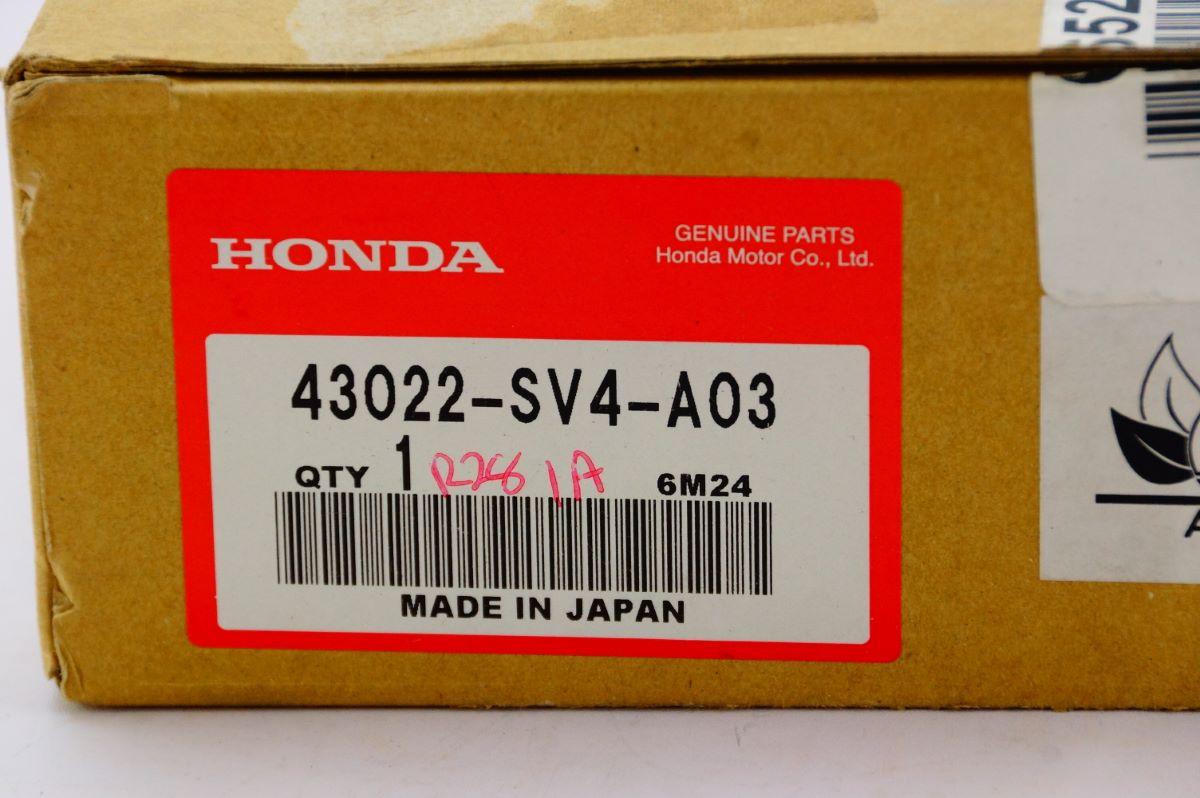 HONDA
GENUINE PARTS
Honda Motor Co., Ltd.
43022-SV4-A03
QTY 1 6M24
MADE IN JAPAN